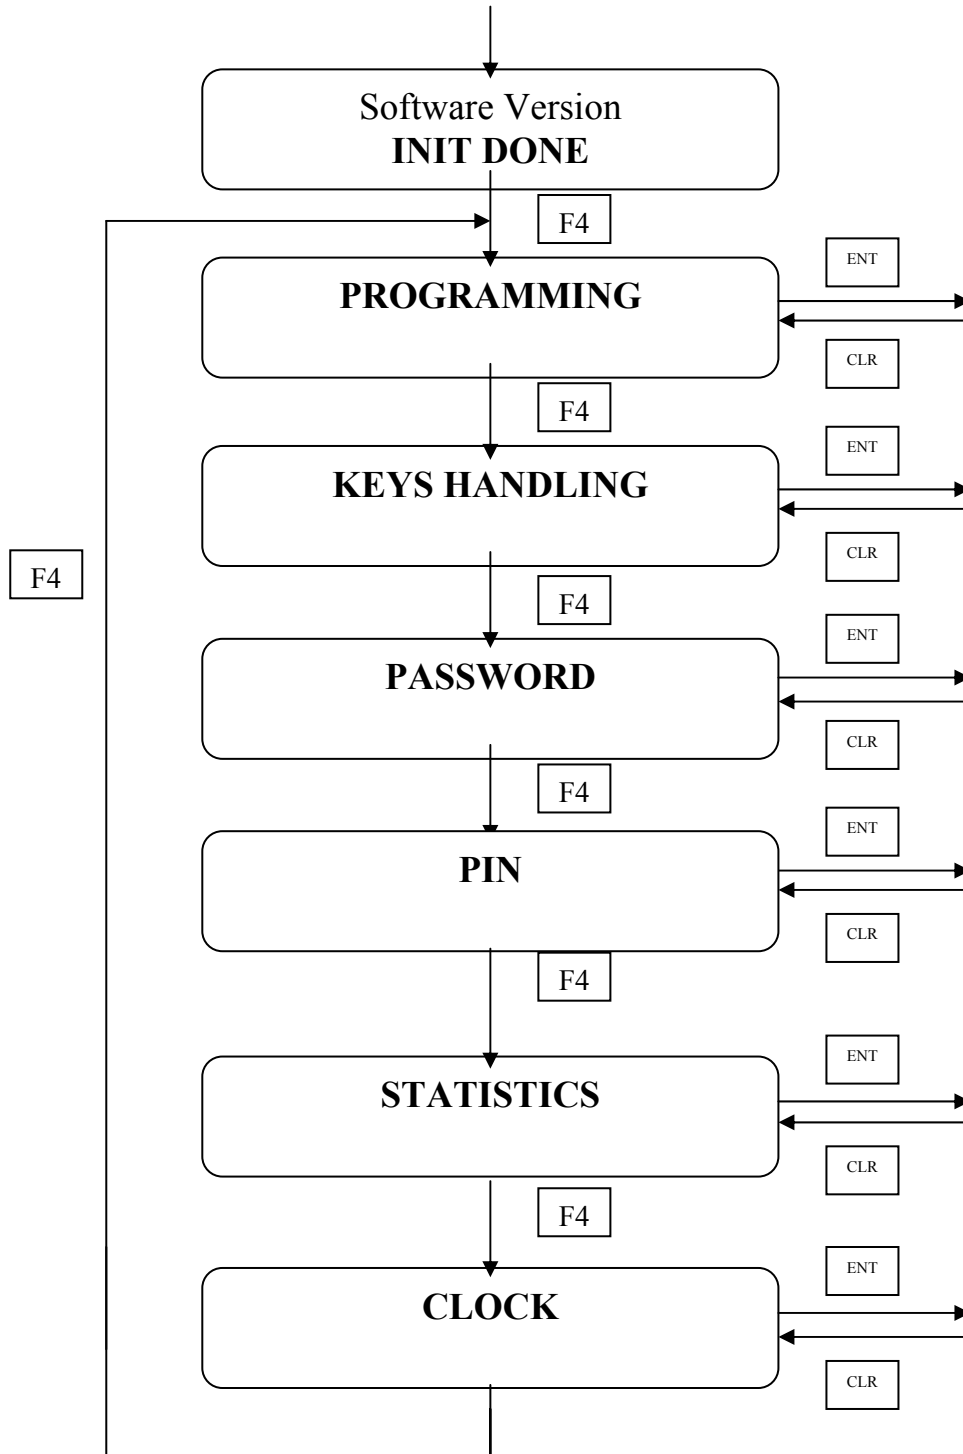 Software Version
INIT DONE
F4
PROGRAMMING
ENT
CLR
F4
KEYS HANDLING
ENT
CLR
F4
F4
PASSWORD
ENT
CLR
F4
PIN
ENT
CLR
F4
STATISTICS
ENT
CLR
F4
CLOCK
ENT
CLR